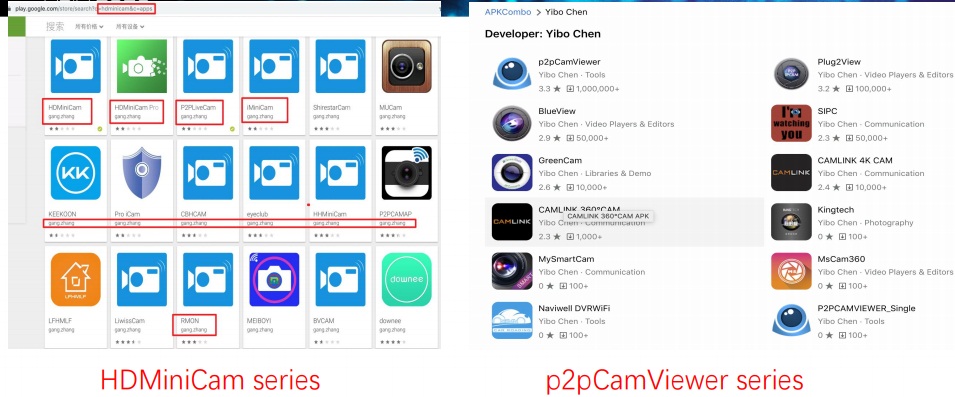 play.google.com/store/search?q=hdminicam&c=apps
搜索 所有价格 所有设备
HDMiniCam HDMiniCam Pro P2PLiveCam iMiniCam ShirestarCam MUCam
gang.zhang gang.zhang gang.zhang gang.zhang gang.zhang gang.zhang
KK
KEEKOON Pro iCam CBHCAM eyeclub HHMiniCam P2PCAMAP
gang.zhang gang.zhang gang.zhang gang.zhang gang.zhang gang.zhang
LFHMLF
downee
LFHMLF LiwissCam RMON MEIBOYI BVCAM downee
gang.zhang gang.zhang gang.zhang gang.zhang gang.zhang gang.zhang
HDMiniCam series
APKCombo > Yibo Chen
Developer: Yibo Chen
p2pCamViewer
Yibo Chen · Tools
3.3 ★ 1,000,000+
Plug2View
Yibo Chen · Video Players & Editors
3.2 ★ 100,000+
BlueView
Yibo Chen · Video Players & Editors
2.9 ★ 50,000+
I'm
watching
you
SIPC
Yibo Chen · Communication
2.3 ★ 50,000+
GreenCam
Yibo Chen · Libraries & Demo
2.6 ★ 10,000+
CAMLINK
CAMLINK 4K CAM
Yibo Chen · Communication
2.4 ★ 10,000+
CAMLINK
CAMLINK 360°CAM
CAMLINK 360°CAM APK
Yibo Chen · Communication
2.3 ★ 1,000+
Kingtech
Yibo Chen · Photography
0 ★ 100+
MySmartCam
Yibo Chen · Communication
0 ★ 100+
MsCam360
Yibo Chen · Video Players & Editors
0 ★ 100+
Naviwell DVRWiFi
Yibo Chen · Tools
0 ★ 100+
P2PCAMVIEWER_Single
Yibo Chen · Tools
0 ★ 100+
p2pCamViewer series